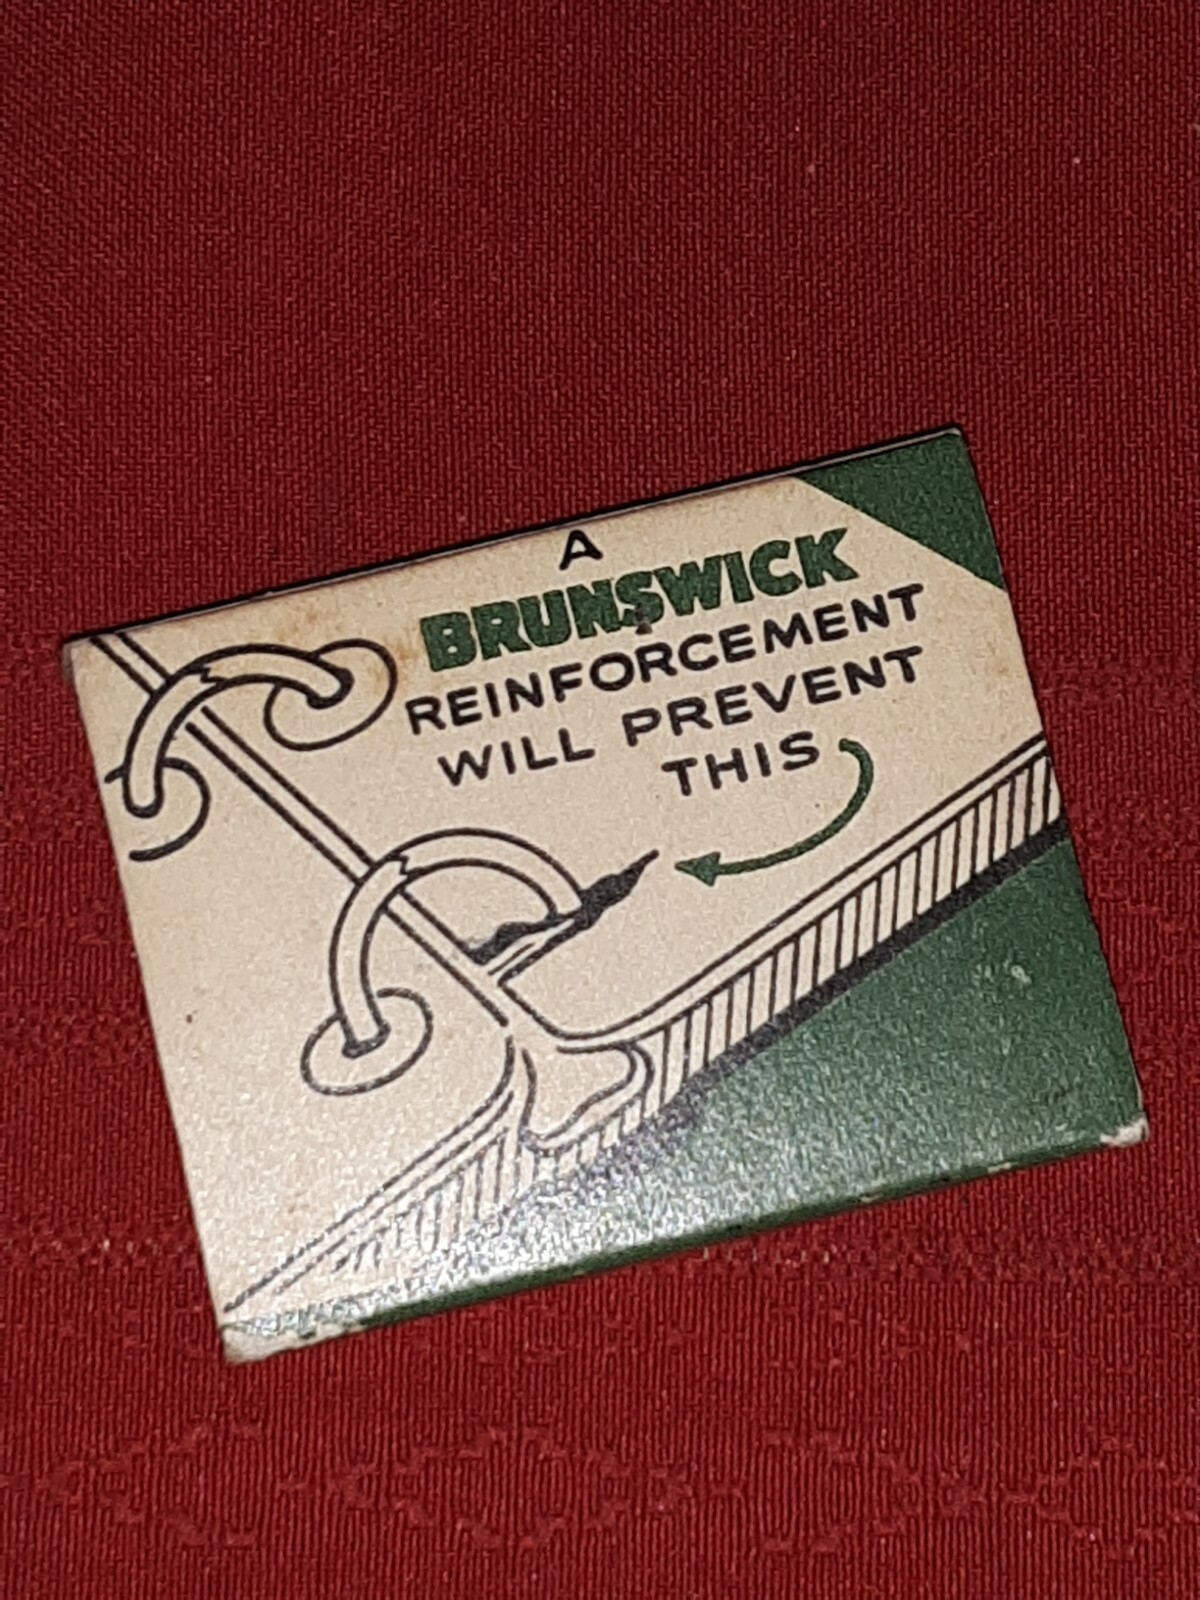 A
BRUNSWICK
REINFORCEMENT
WILL PREVENT
THIS